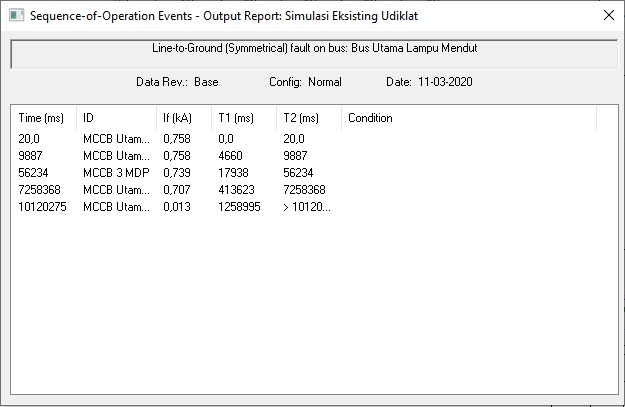 Sequence-of-Operation Events - Output Report: Simulasi Eksisting Udiklat
Line-to-Ground (Symmetrical) fault on bus: Bus Utama Lampu Mendut
Data Rev.: Base Config: Normal Date: 11-03-2020
Time (ms) ID If (kA) T1 (ms) T2 (ms) Condition
20,0 MCCB Utam... 0,758 0,0 20,0
9887 MCCB Utam... 0,758 4660 9887
56234 MCCB 3 MDP 0,739 17938 56234
7258368 MCCB Utam... 0,707 413623 7258368
10120275 MCCB Utam... 0,013 1258995 > 10120...